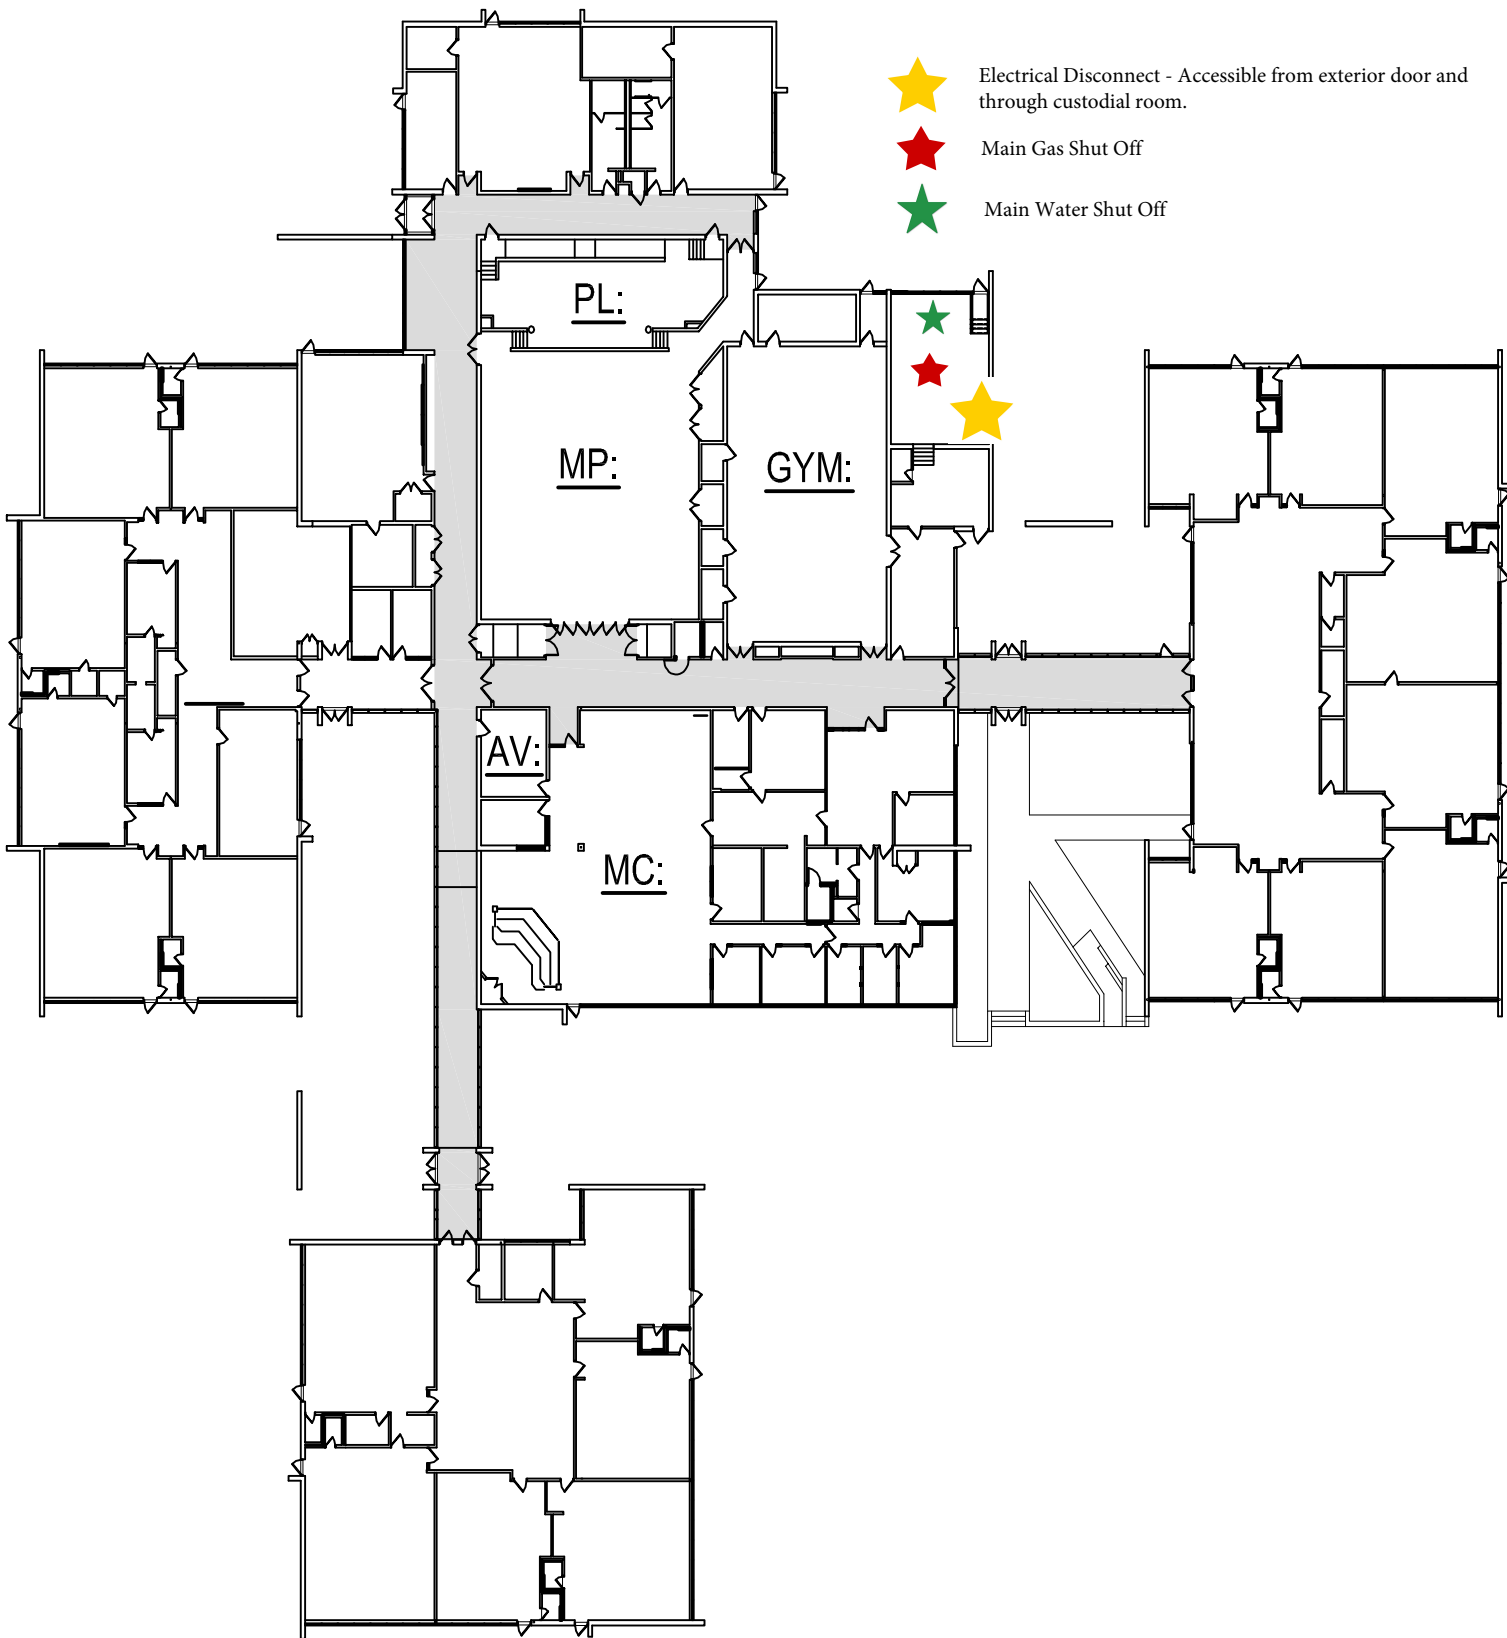 Electrical Disconnect - Accessible from exterior door and
through custodial room.
Main Gas Shut Off
Main Water Shut Off
PL:
MP:
GYM:
AV:
MC: